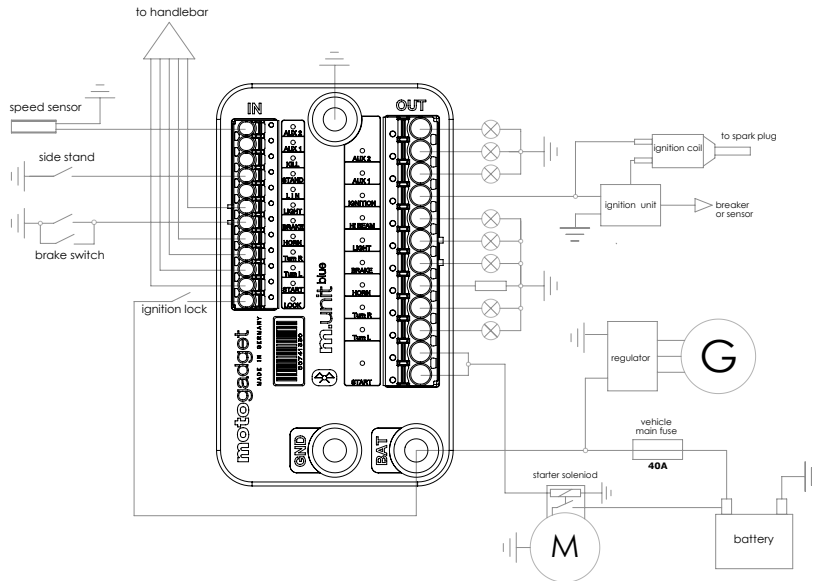 to handlebar
speed sensor
side stand
brake switch
ignition lock
IN
AUX 2
AUX 1
KILL
STAND
LIN
LIGHT
BRAKE
HORN
Turn R
Turn L
START
LOCK
OUT
AUX 2
AUX 1
IGNITION
HI BEAM
LIGHT
BRAKE
HORN
Turn R
Turn L
START
m.unit blue
motogadget
MADE IN GERMANY
GND
BAT
to spark plug
ignition coil
ignition unit
breaker
or sensor
regulator
G
vehicle
main fuse
40A
starter soleniod
M
battery